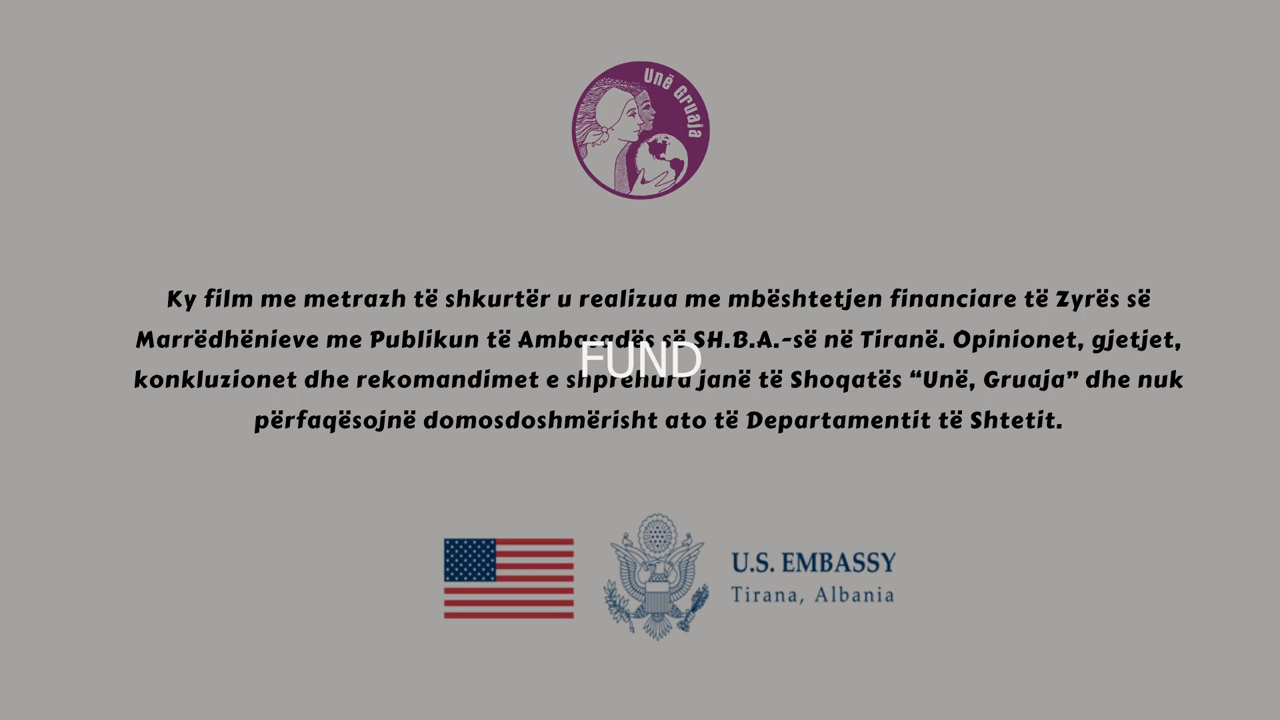 Unë Gruaja
Ky film me metrazh të shkurtër u realizua me mbështetjen financiare të Zyrës së
Marrëdhënieve me Publikun të Ambasadës së SH.B.A.-së në Tiranë. Opinionet, gjetjet,
FUND
konkluzionet dhe rekomandimet e shprehura janë të Shoqatës “Unë, Gruaja” dhe nuk
përfaqësojnë domosdoshmërisht ato të Departamentit të Shtetit.
U.S. EMBASSY
Tirana, Albania